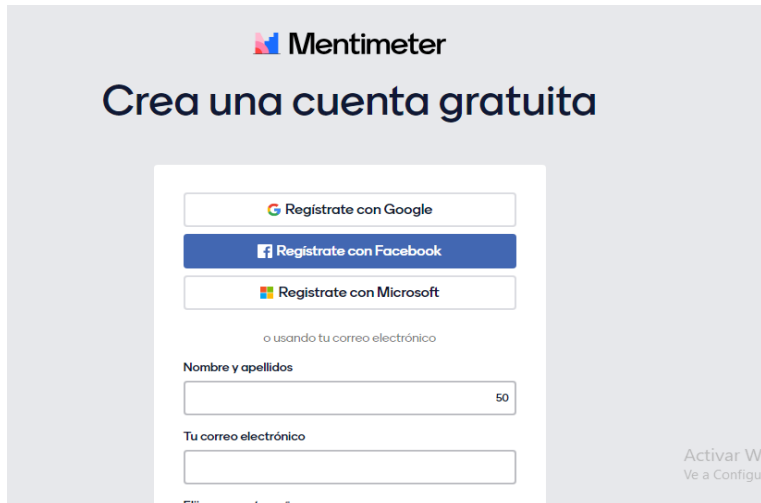 Mentimeter
Crea una cuenta gratuita
Regístrate con Google
Regístrate con Facebook
Registrate con Microsoft
o usando tu correo electrónico
Nombre y apellidos
50
Tu correo electrónico
Activar W
Ve a Configu